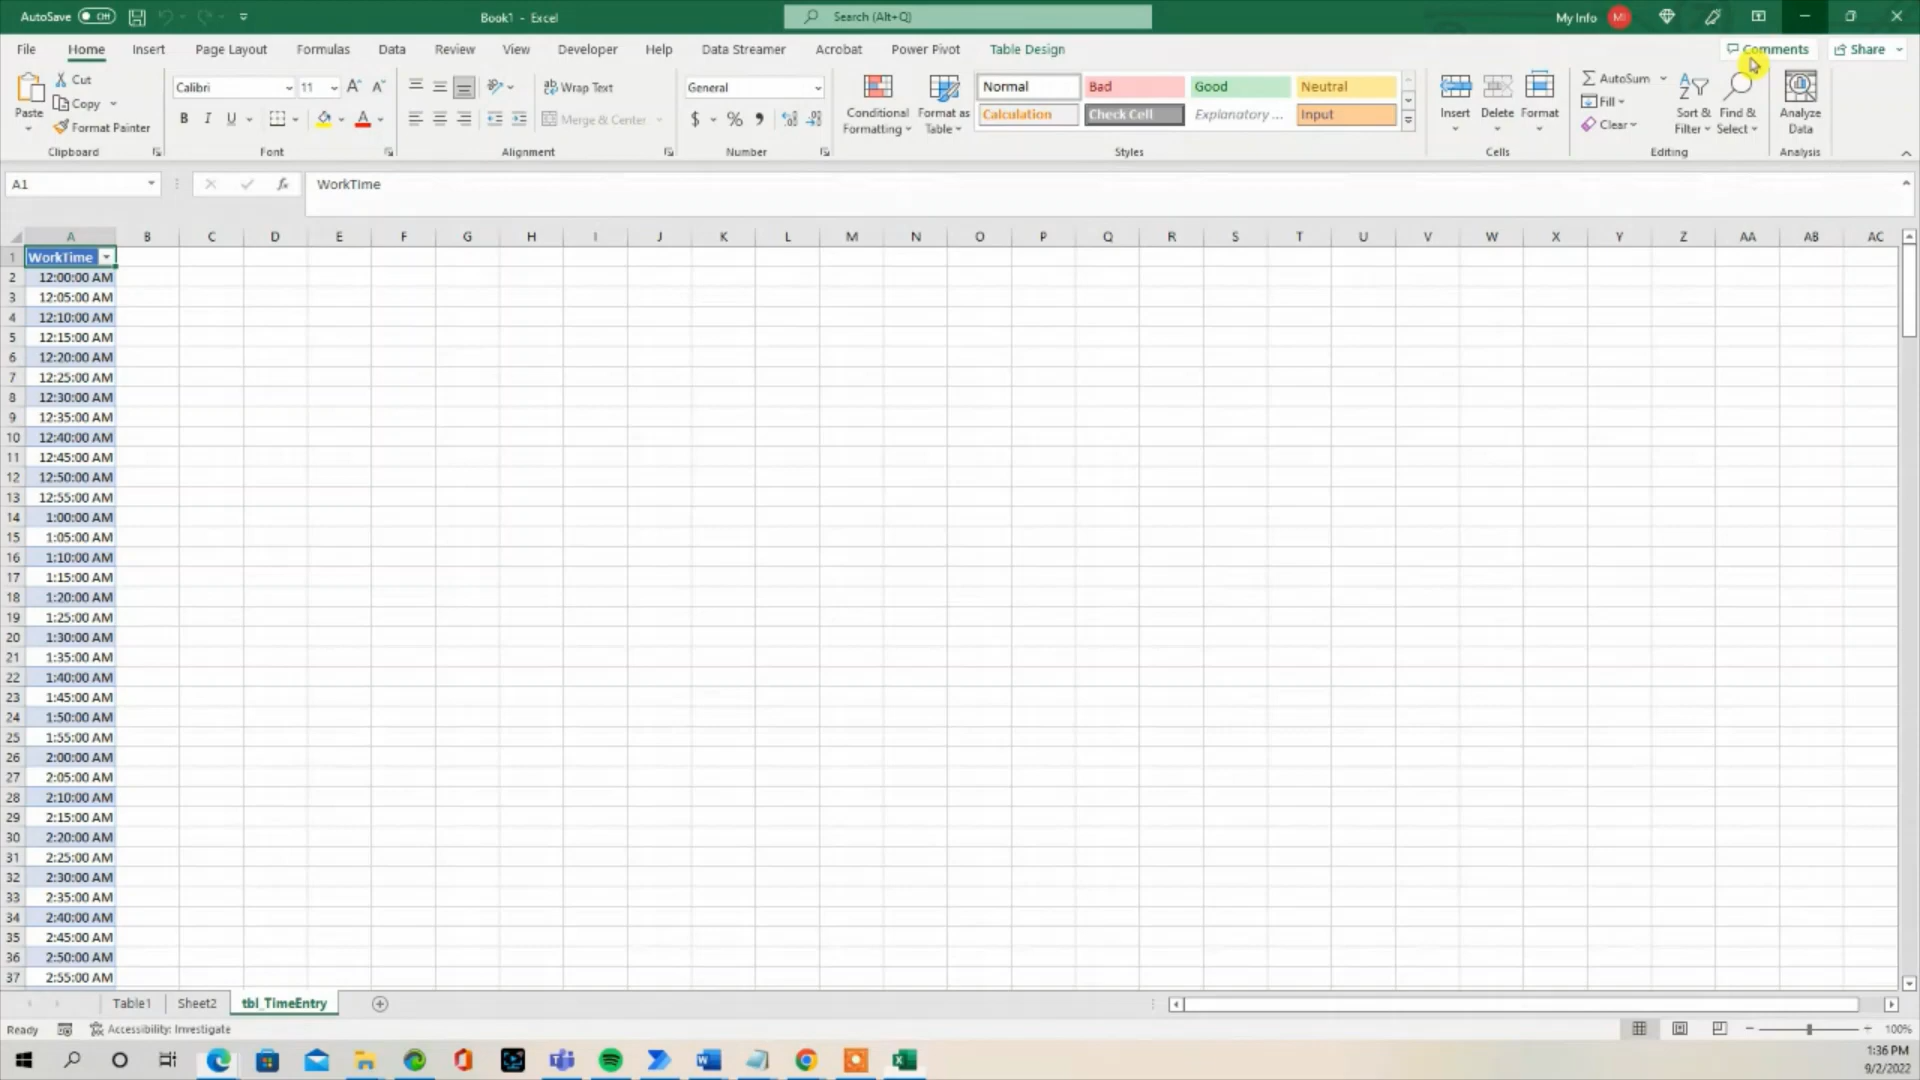 AutoSave Off
Book1 - Excel
Search (Alt+Q)
My Info MI
File Home Insert Page Layout Formulas Data Review View Developer Help Data Streamer Acrobat Power Pivot Table Design
Comments Share
Paste
Cut
Copy
Format Painter
Clipboard
Calibri 11
B I U
Font
Wrap Text
Merge & Center
Alignment
General
$ % 9
Number
Conditional Formatting
Format as Table
Normal Bad Good Neutral
Calculation Check Cell Explanatory ... Input
Styles
Insert Delete Format
Cells
AutoSum
Fill
Clear
Sort & Filter
Find & Select
Editing
Analyze Data
Analysis
A1
fx
WorkTime
A B C D E F G H I J K L M N O P Q R S T U V W X Y Z AA AB AC
1 WorkTime
2 12:00:00 AM
3 12:05:00 AM
4 12:10:00 AM
5 12:15:00 AM
6 12:20:00 AM
7 12:25:00 AM
8 12:30:00 AM
9 12:35:00 AM
10 12:40:00 AM
11 12:45:00 AM
12 12:50:00 AM
13 12:55:00 AM
14 1:00:00 AM
15 1:05:00 AM
16 1:10:00 AM
17 1:15:00 AM
18 1:20:00 AM
19 1:25:00 AM
20 1:30:00 AM
21 1:35:00 AM
22 1:40:00 AM
23 1:45:00 AM
24 1:50:00 AM
25 1:55:00 AM
26 2:00:00 AM
27 2:05:00 AM
28 2:10:00 AM
29 2:15:00 AM
30 2:20:00 AM
31 2:25:00 AM
32 2:30:00 AM
33 2:35:00 AM
34 2:40:00 AM
35 2:45:00 AM
36 2:50:00 AM
37 2:55:00 AM
Table1 Sheet2 tbl_TimeEntry
Ready
Accessibility: Investigate
100%
1:36 PM
9/2/2022